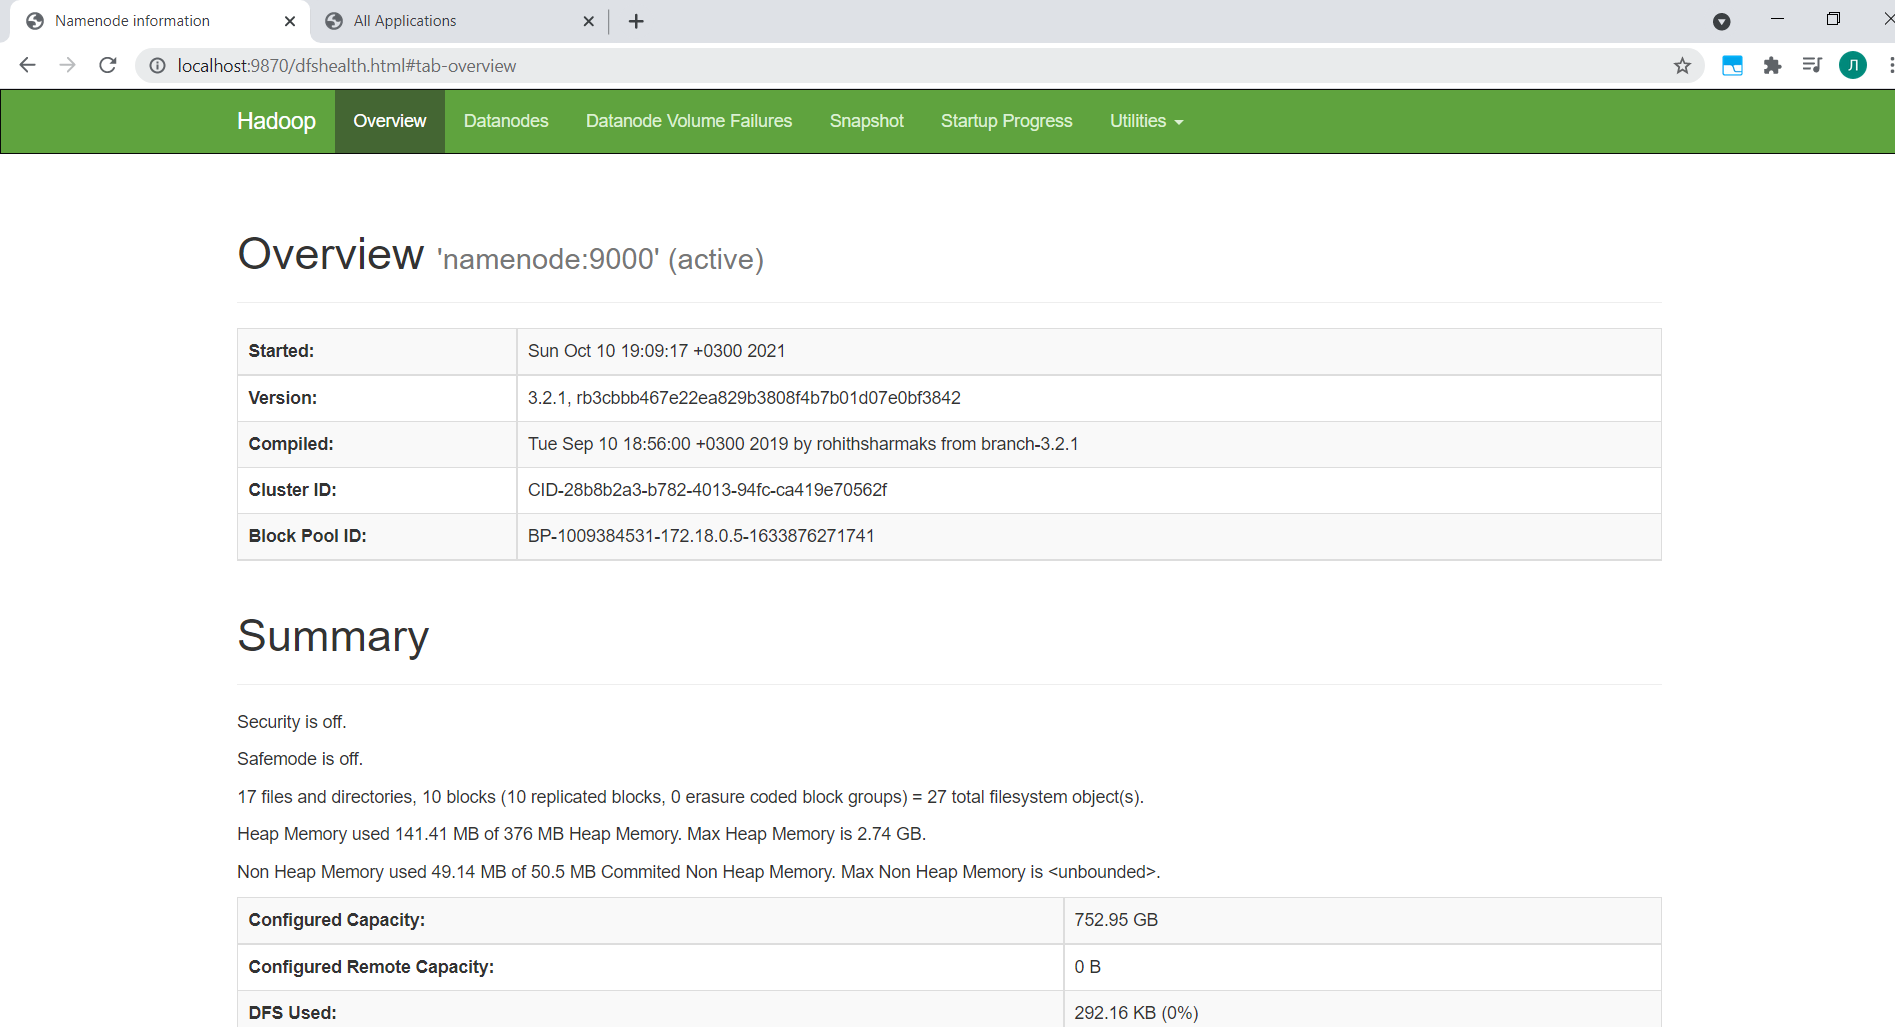 Namenode information
All Applications
localhost:9870/dfshealth.html#tab-overview
Л
Hadoop Overview Datanodes Datanode Volume Failures Snapshot Startup Progress Utilities
Overview 'namenode:9000' (active)
Started: Sun Oct 10 19:09:17 +0300 2021
Version: 3.2.1, rb3cbbb467e22ea829b3808f4b7b01d07e0bf3842
Compiled: Tue Sep 10 18:56:00 +0300 2019 by rohithsharmaks from branch-3.2.1
Cluster ID: CID-28b8b2a3-b782-4013-94fc-ca419e70562f
Block Pool ID: BP-1009384531-172.18.0.5-1633876271741
Summary
Security is off.
Safemode is off.
17 files and directories, 10 blocks (10 replicated blocks, 0 erasure coded block groups) = 27 total filesystem object(s).
Heap Memory used 141.41 MB of 376 MB Heap Memory. Max Heap Memory is 2.74 GB.
Non Heap Memory used 49.14 MB of 50.5 MB Commited Non Heap Memory. Max Non Heap Memory is <unbounded>.
Configured Capacity: 752.95 GB
Configured Remote Capacity: 0 B
DFS Used: 292.16 KB (0%)